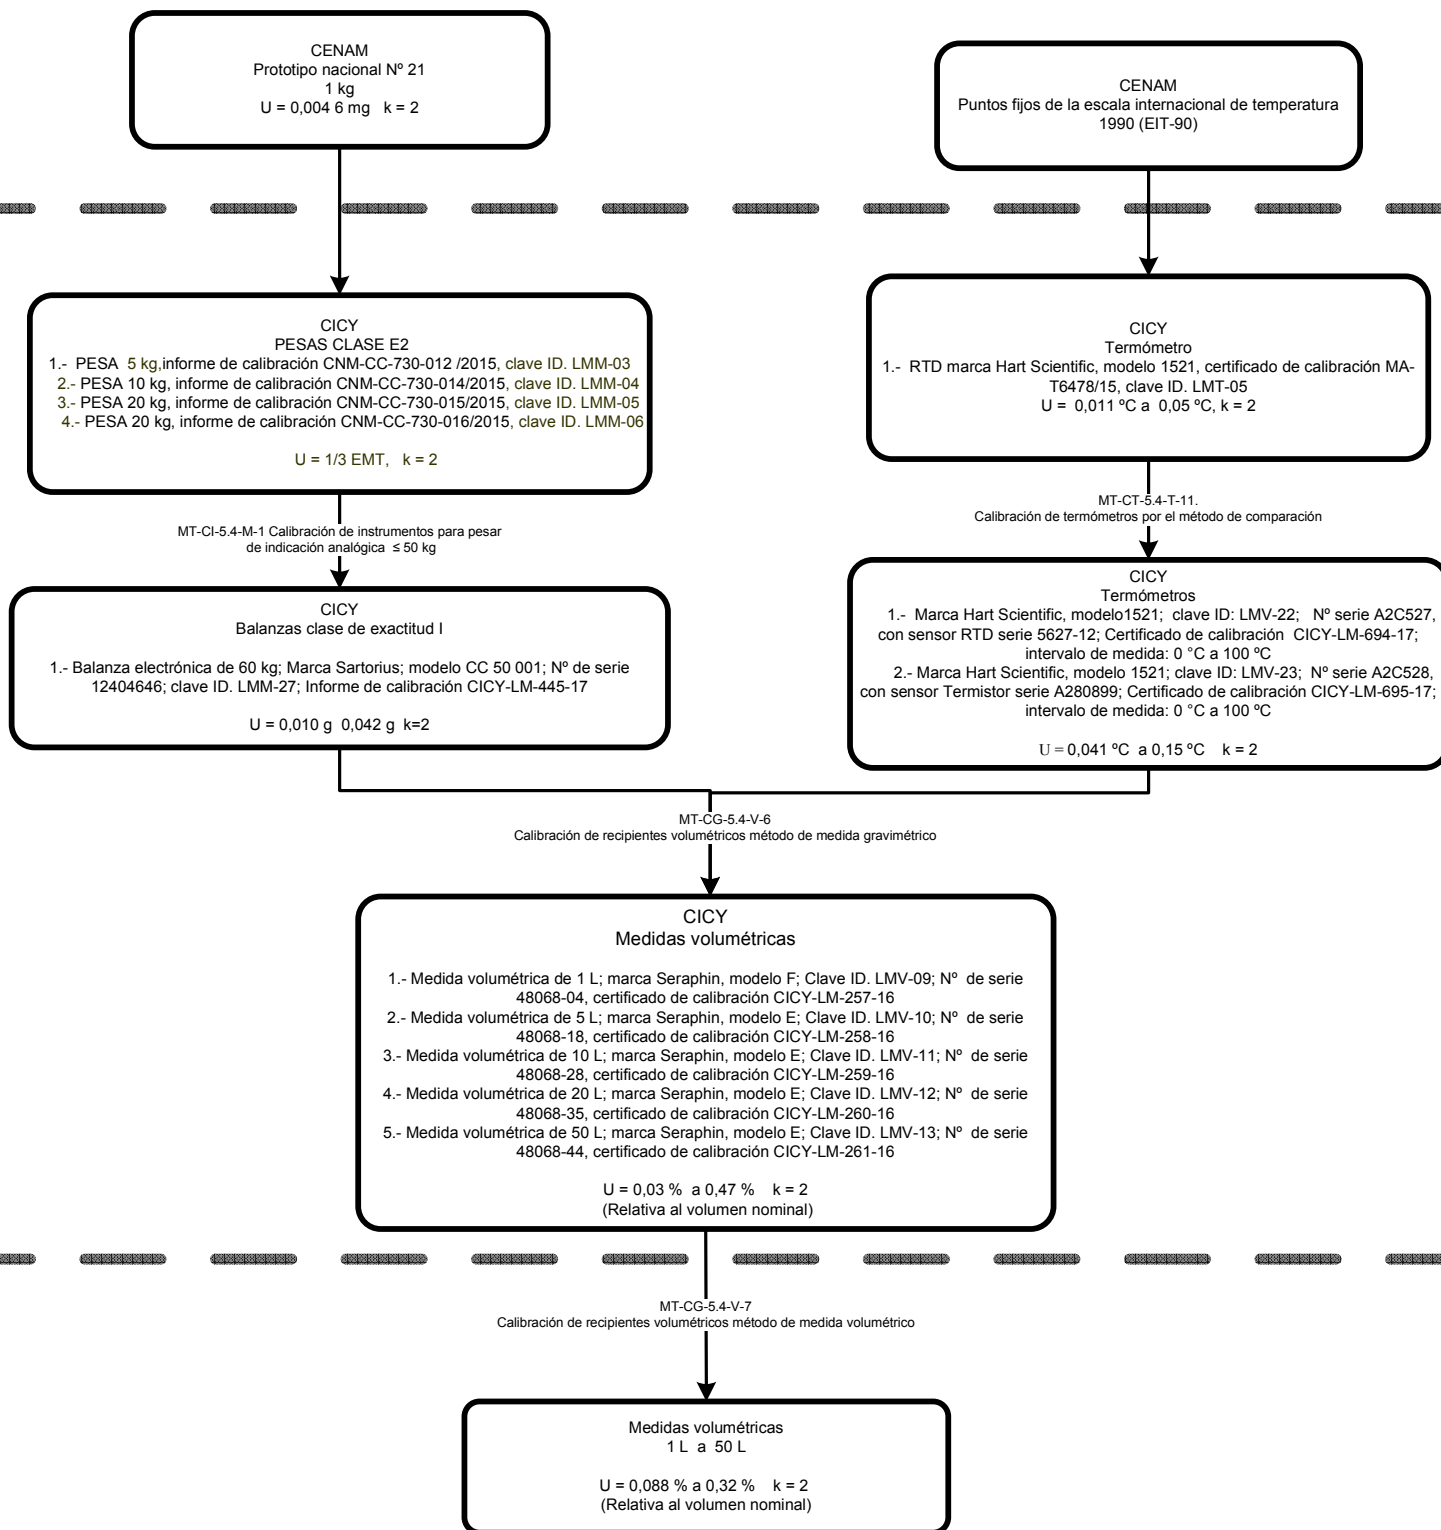 CENAM
Prototipo nacional Nº 21
1 kg
U = 0,004 6 mg k = 2
CENAM
Puntos fijos de la escala internacional de temperatura
1990 (EIT-90)
CICY
PESAS CLASE E2
1.- PESA 5 kg,informe de calibración CNM-CC-730-012 /2015, clave ID. LMM-03
2.- PESA 10 kg, informe de calibración CNM-CC-730-014/2015, clave ID. LMM-04
3.- PESA 20 kg, informe de calibración CNM-CC-730-015/2015, clave ID. LMM-05
4.- PESA 20 kg, informe de calibración CNM-CC-730-016/2015, clave ID. LMM-06
U = 1/3 EMT, k = 2
CICY
Termómetro
1.- RTD marca Hart Scientific, modelo 1521, certificado de calibración MA-
T6478/15, clave ID. LMT-05
U = 0,011 ºC a 0,05 ºC, k = 2
MT-CI-5.4-M-1 Calibración de instrumentos para pesar
de indicación analógica ≤ 50 kg
MT-CT-5.4-T-11.
Calibración de termómetros por el método de comparación
CICY
Balanzas clase de exactitud I
1.- Balanza electrónica de 60 kg; Marca Sartorius; modelo CC 50 001; Nº de serie
12404646; clave ID. LMM-27; Informe de calibración CICY-LM-445-17
U = 0,010 g 0,042 g k=2
CICY
Termómetros
1.- Marca Hart Scientific, modelo1521; clave ID: LMV-22; Nº serie A2C527,
con sensor RTD serie 5627-12; Certificado de calibración CICY-LM-694-17;
intervalo de medida: 0 °C a 100 ºC
2.- Marca Hart Scientific, modelo 1521; clave ID: LMV-23; Nº serie A2C528,
con sensor Termistor serie A280899; Certificado de calibración CICY-LM-695-17;
intervalo de medida: 0 °C a 100 ºC
U = 0,041 ºC a 0,15 ºC k = 2
MT-CG-5.4-V-6
Calibración de recipientes volumétricos método de medida gravimétrico
CICY
Medidas volumétricas
1.- Medida volumétrica de 1 L; marca Seraphin, modelo F; Clave ID. LMV-09; Nº de serie
48068-04, certificado de calibración CICY-LM-257-16
2.- Medida volumétrica de 5 L; marca Seraphin, modelo E; Clave ID. LMV-10; Nº de serie
48068-18, certificado de calibración CICY-LM-258-16
3.- Medida volumétrica de 10 L; marca Seraphin, modelo E; Clave ID. LMV-11; Nº de serie
48068-28, certificado de calibración CICY-LM-259-16
4.- Medida volumétrica de 20 L; marca Seraphin, modelo E; Clave ID. LMV-12; Nº de serie
48068-35, certificado de calibración CICY-LM-260-16
5.- Medida volumétrica de 50 L; marca Seraphin, modelo E; Clave ID. LMV-13; Nº de serie
48068-44, certificado de calibración CICY-LM-261-16
U = 0,03 % a 0,47 % k = 2
(Relativa al volumen nominal)
MT-CG-5.4-V-7
Calibración de recipientes volumétricos método de medida volumétrico
Medidas volumétricas
1 L a 50 L
U = 0,088 % a 0,32 % k = 2
(Relativa al volumen nominal)